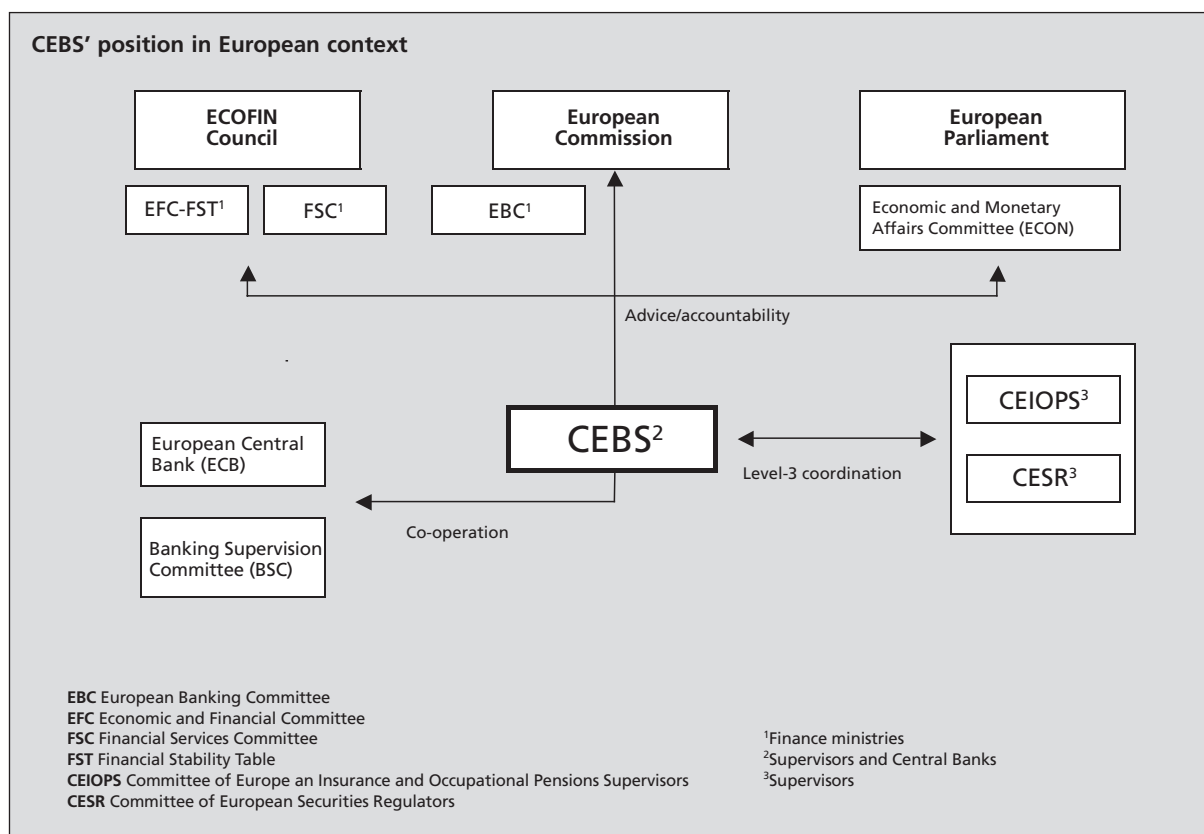 CEBS’ position in European context
ECOFIN
Council
European
Commission
European
Parliament
EFC-FST¹
FSC¹
EBC¹
Economic and Monetary
Affairs Committee (ECON)
Advice/accountability
CEIOPS³
CEBS²
European Central
Bank (ECB)
Level-3 coordination
CESR³
Co-operation
Banking Supervision
Committee (BSC)
EBC European Banking Committee
EFC Economic and Financial Committee
FSC Financial Services Committee
FST Financial Stability Table
CEIOPS Committee of Europe an Insurance and Occupational Pensions Supervisors
CESR Committee of European Securities Regulators
¹Finance ministries
²Supervisors and Central Banks
³Supervisors